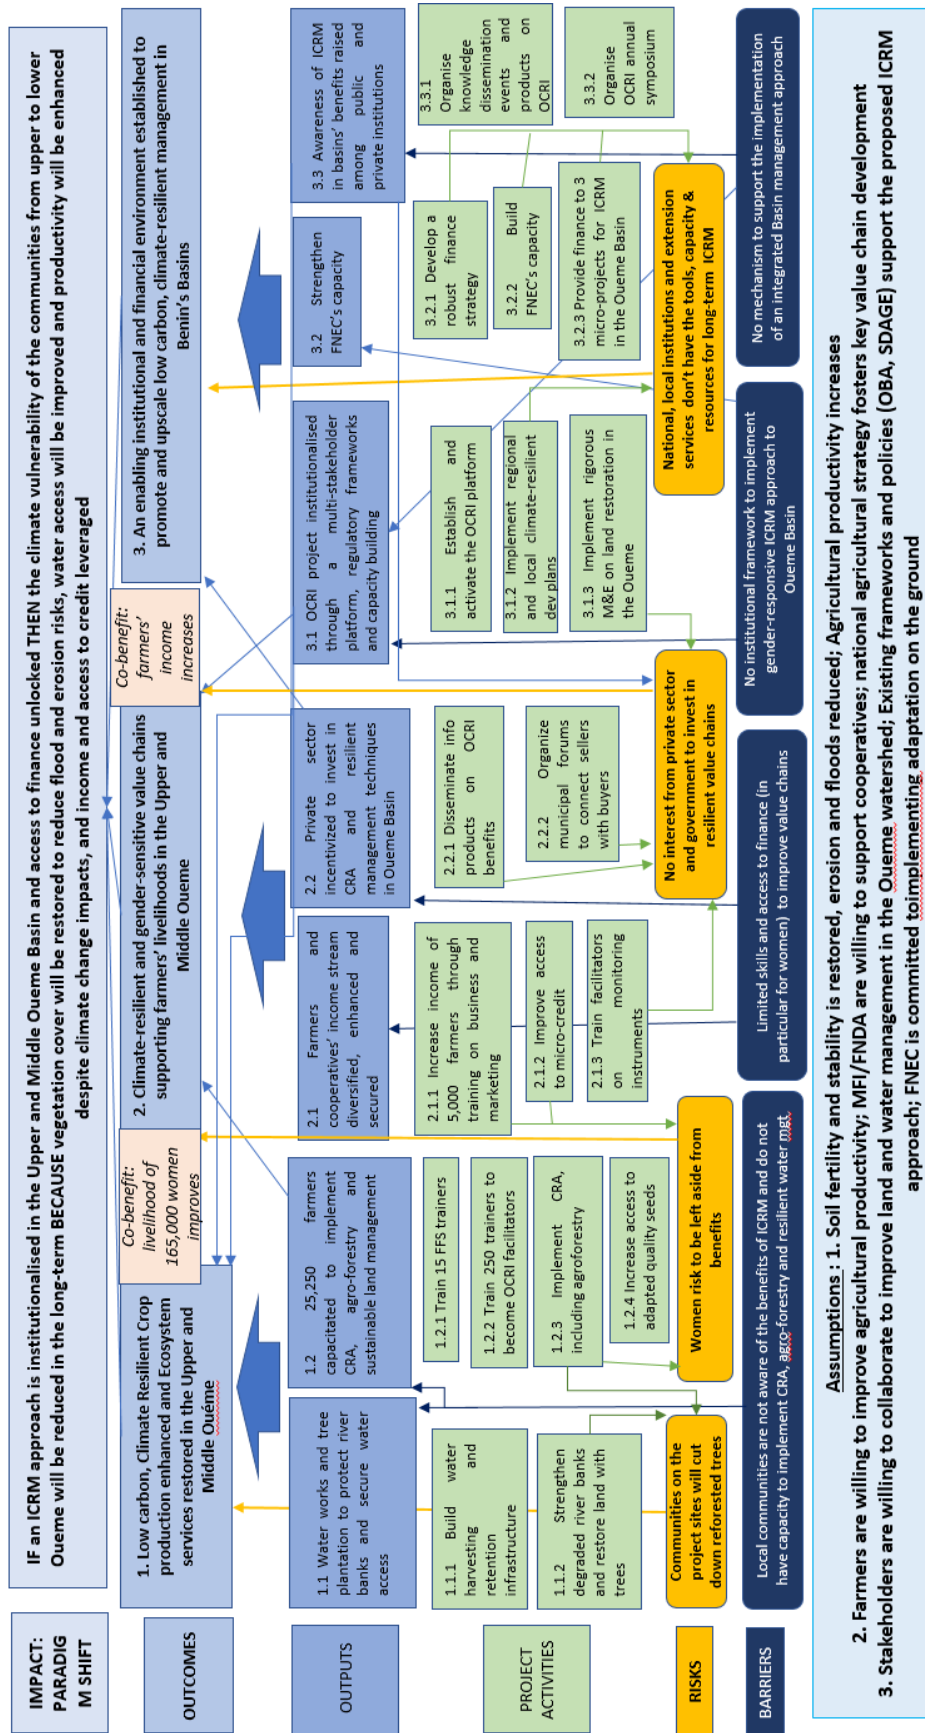 IMPACT:
PARADIG
M SHIFT
IF an ICRM approach is institutionalised in the Upper and Middle Oueme Basin and access to finance unlocked THEN the climate vulnerability of the communities from upper to lower
Oueme will be reduced in the long-term BECAUSE vegetation cover will be restored to reduce flood and erosion risks, water access will be improved and productivity will be enhanced
despite climate change impacts, and income and access to credit leveraged
OUTCOMES
1. Low carbon, Climate Resilient Crop
production enhanced and Ecosystem
services restored in the Upper and
Middle Ouémé
Co-benefit:
livelihood of
165,000 women
improves
2. Climate-resilient and gender-sensitive value chains
supporting farmers' livelihoods in the Upper and
Middle Oueme
Co-benefit:
farmers'
income
increases
3. An enabling institutional and financial environment established to
promote and upscale low carbon, climate-resilient management in
Benin's Basins
OUTPUTS
1.1 Water works and tree
plantation to protect river
banks and secure water
access
1.2 25,250 farmers
capacitated to implement
CRA, agro-forestry and
sustainable land management
2.1 Farmers and
cooperatives' income stream
diversified, enhanced and
secured
2.2 Private sector
incentivized to invest in
CRA and resilient
management techniques
in Oueme Basin
3.1 OCRI project institutionalised
through a multi-stakeholder
platform, regulatory frameworks
and capacity building
3.2 Strengthen
FNEC's capacity
3.3 Awareness of ICRM
in basins' benefits raised
among public and
private institutions
PROJECT
ACTIVITIES
1.1.1 Build water
harvesting and
retention
infrastructure
1.1.2 Strengthen
degraded river banks
and restore land with
trees
1.2.1 Train 15 FFS trainers
1.2.2 Train 250 trainers to
become OCRI facilitators
1.2.3 Implement CRA,
including agroforestry
1.2.4 Increase access to
adapted quality seeds
2.1.1 Increase income of
5,000 farmers through
training on business and
marketing
2.1.2 Improve access
to micro-credit
2.1.3 Train facilitators
on monitoring
instruments
2.2.1 Disseminate info
products on OCRI
benefits
2.2.2 Organize
municipal forums
to connect sellers
with buyers
3.1.1 Establish and
activate the OCRI platform
3.1.2 Implement regional
and local climate-resilient
dev plans
3.1.3 Implement rigorous
M&E on land restoration in
the Oueme
3.2.1 Develop a
robust finance
strategy
3.2.2 Build
FNEC's capacity
3.2.3 Provide finance to 3
micro-projects for ICRM
in the Oueme Basin
3.3.1
Organise
knowledge
dissemination
events and
products on
OCRI
3.3.2
Organise
OCRI annual
symposium
RISKS
Communities on the
project sites will cut
down reforested trees
Women risk to be left aside from
benefits
No interest from private sector
and government to invest in
resilient value chains
National, local institutions and extension
services don't have the tools, capacity &
resources for long-term ICRM
BARRIERS
Local communities are not aware of the benefits of ICRM and do not
have capacity to implement CRA, agro-forestry and resilient water mgt.
Limited skills and access to finance (in
particular for women) to improve value chains
No institutional framework to implement
gender-responsive ICRM approach to
Oueme Basin
No mechanism to support the implementation
of an integrated Basin management approach
Assumptions : 1. Soil fertility and stability is restored, erosion and floods reduced; Agricultural productivity increases
2. Farmers are willing to improve agricultural productivity; MFI/FNDA are willing to support cooperatives; national agricultural strategy fosters key value chain development
3. Stakeholders are willing to collaborate to improve land and water management in the Oueme watershed; Existing frameworks and policies (OBA, SDAGE) support the proposed ICRM
approach; FNEC is committed toimplementing adaptation on the ground